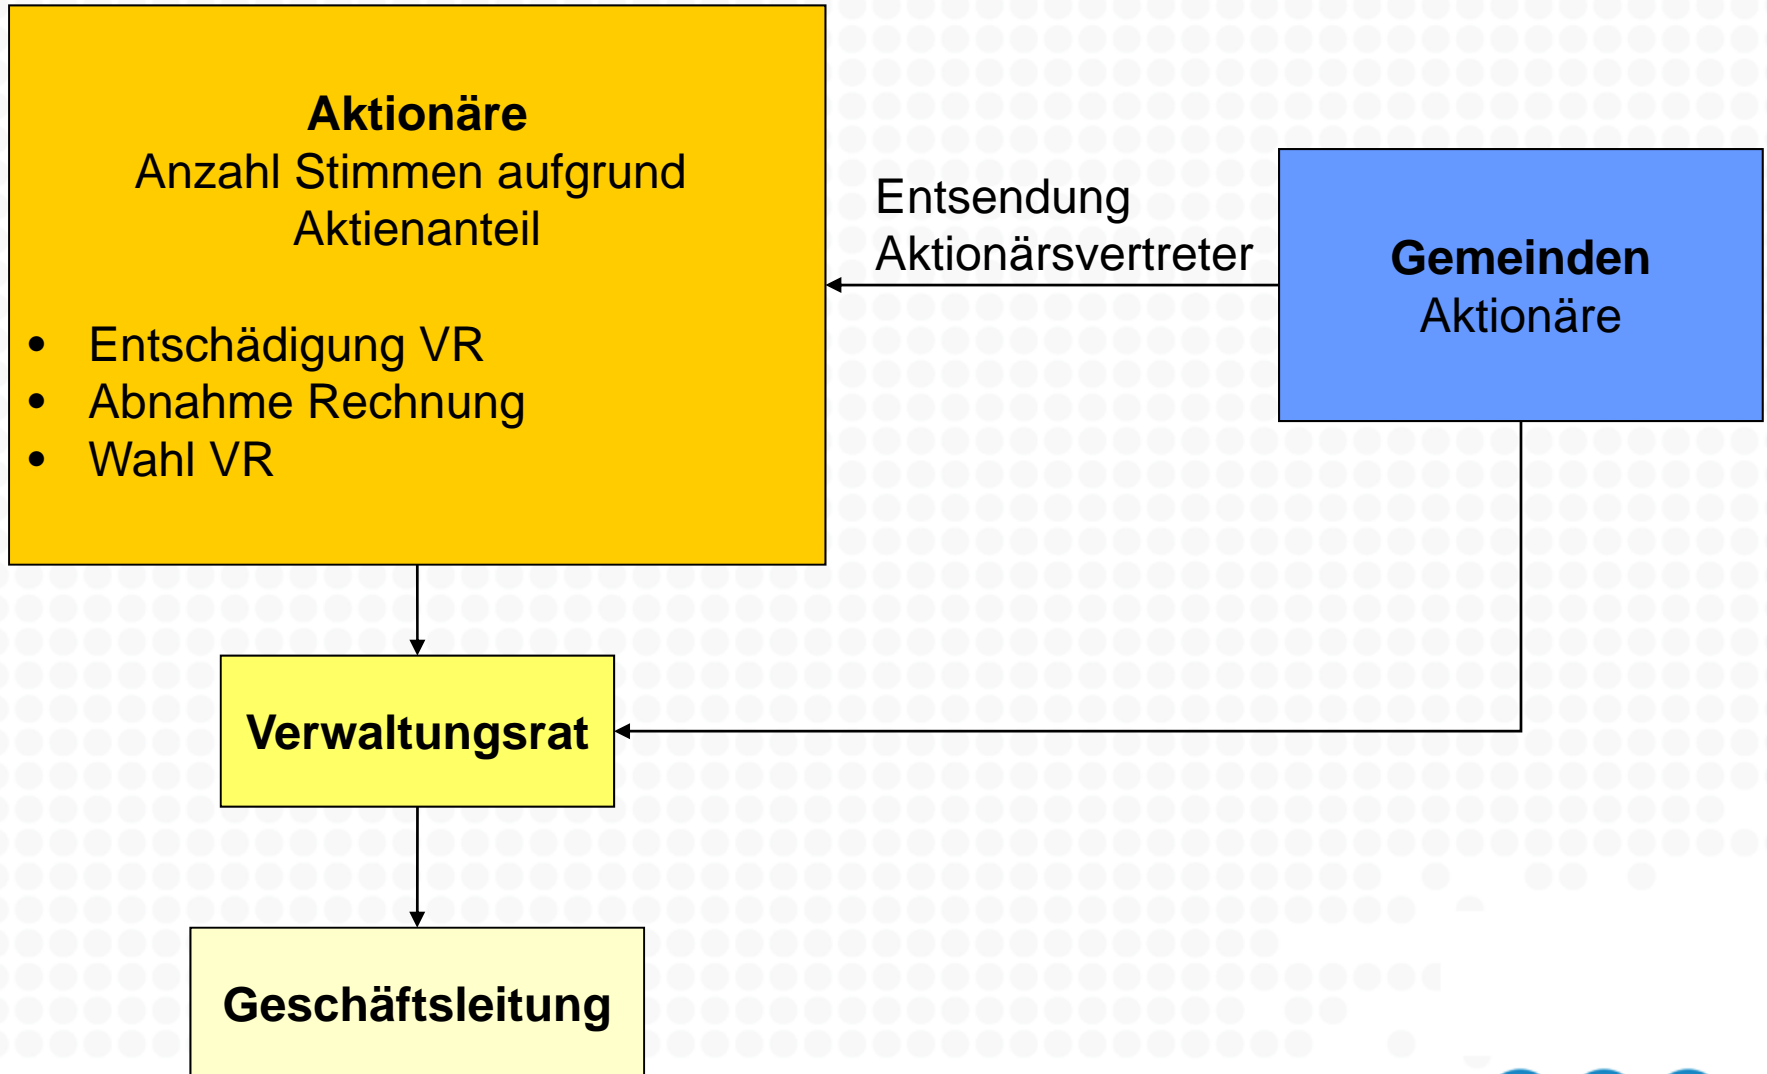 Aktionäre
Anzahl Stimmen aufgrund
Aktienanteil
• Entschädigung VR
• Abnahme Rechnung
• Wahl VR
Entsendung
Aktionärsvertreter
Gemeinden
Aktionäre
Verwaltungsrat
Geschäftsleitung